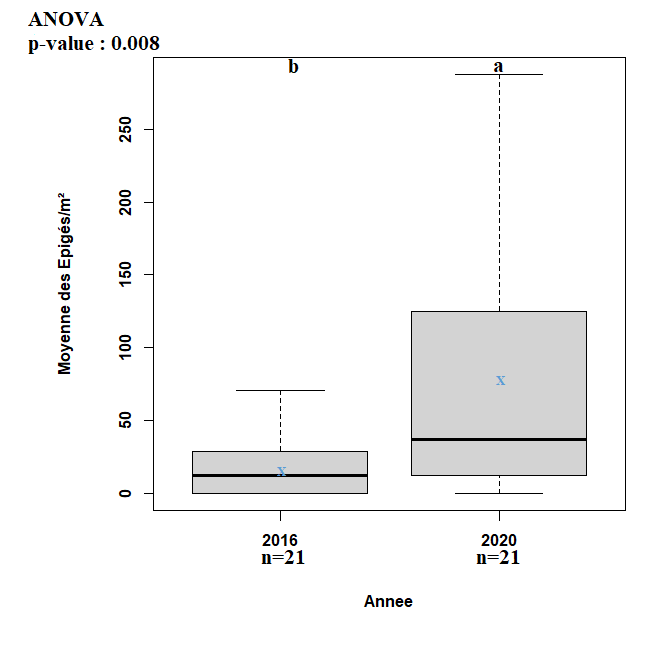 ANOVA
p-value : 0.008
b a
250
200
150
100
50
0
Moyenne des Epigés/m²
x
x
2016 2020
n=21 n=21
Annee